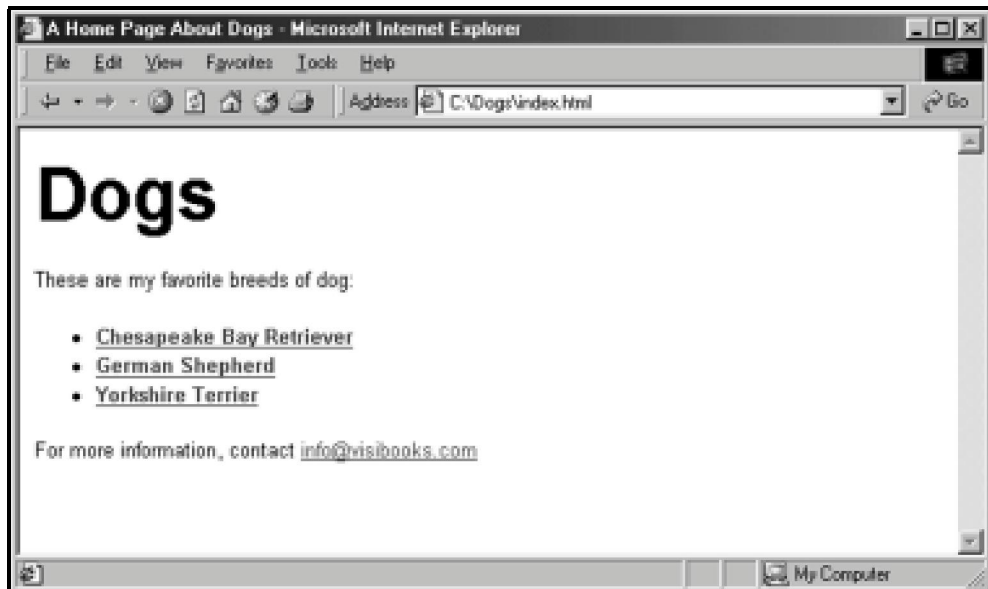 A Home Page About Dogs - Microsoft Internet Explorer
File Edit View Favorites Tools Help
Address C:\Dogs\index.html Go
Dogs
These are my favorite breeds of dog:
• Chesapeake Bay Retriever
• German Shepherd
• Yorkshire Terrier
For more information, contact info@visibooks.com
My Computer